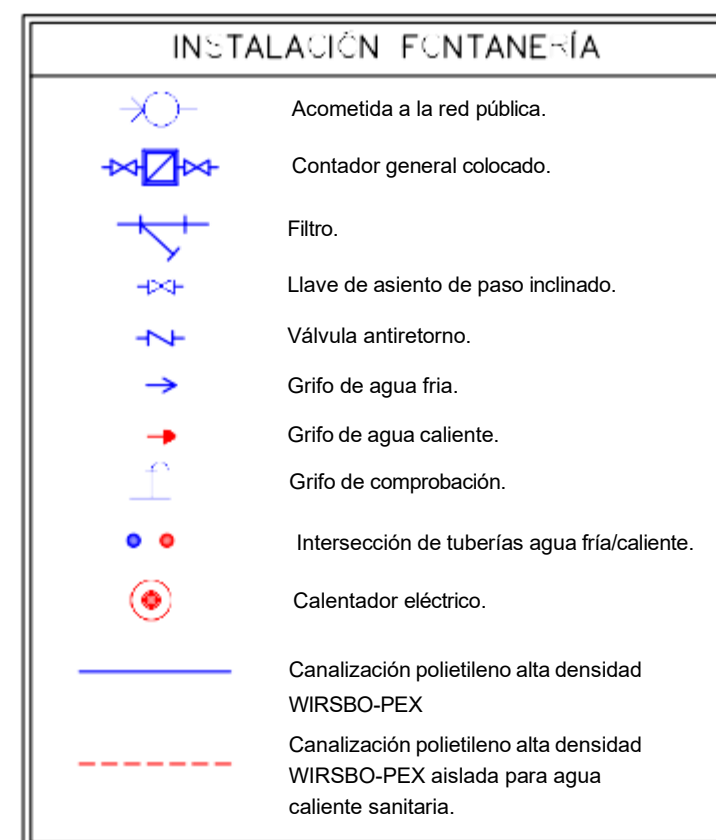 INSTALACIÓN FONTANERÍA
Acometida a la red pública.
Contador general colocado.
Filtro.
Llave de asiento de paso inclinado.
Válvula antiretorno.
Grifo de agua fria.
Grifo de agua caliente.
Grifo de comprobación.
Intersección de tuberías agua fría/caliente.
Calentador eléctrico.
Canalización polietileno alta densidad
WIRSBO-PEX
Canalización polietileno alta densidad
WIRSBO-PEX aislada para agua
caliente sanitaria.